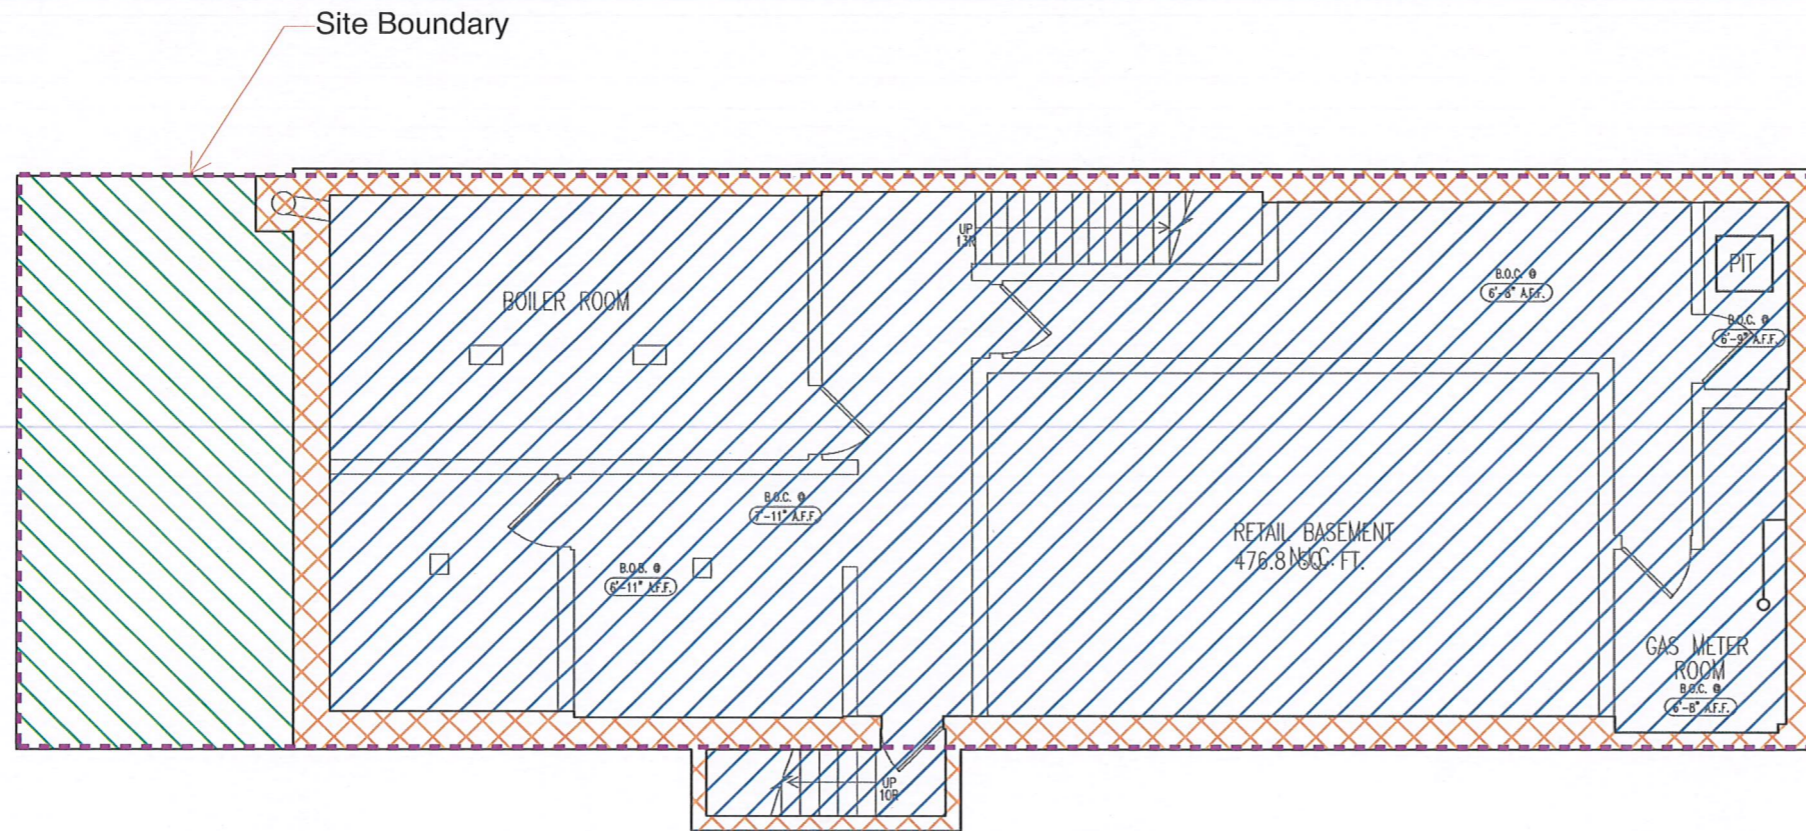 Site Boundary
UP
13R
BOILER ROOM
B.O.C. @
6'-8" A.F.F.
PIT
B.O.C. @
6'-9" A.F.F.
B.O.C. @
7'-11" A.F.F.
B.O.B. @
6'-11" A.F.F.
RETAIL BASEMENT
476.8 SQ. FT.
N.I.C.
GAS METER
ROOM
B.O.C. @
6'-8" A.F.F.
UP
10R